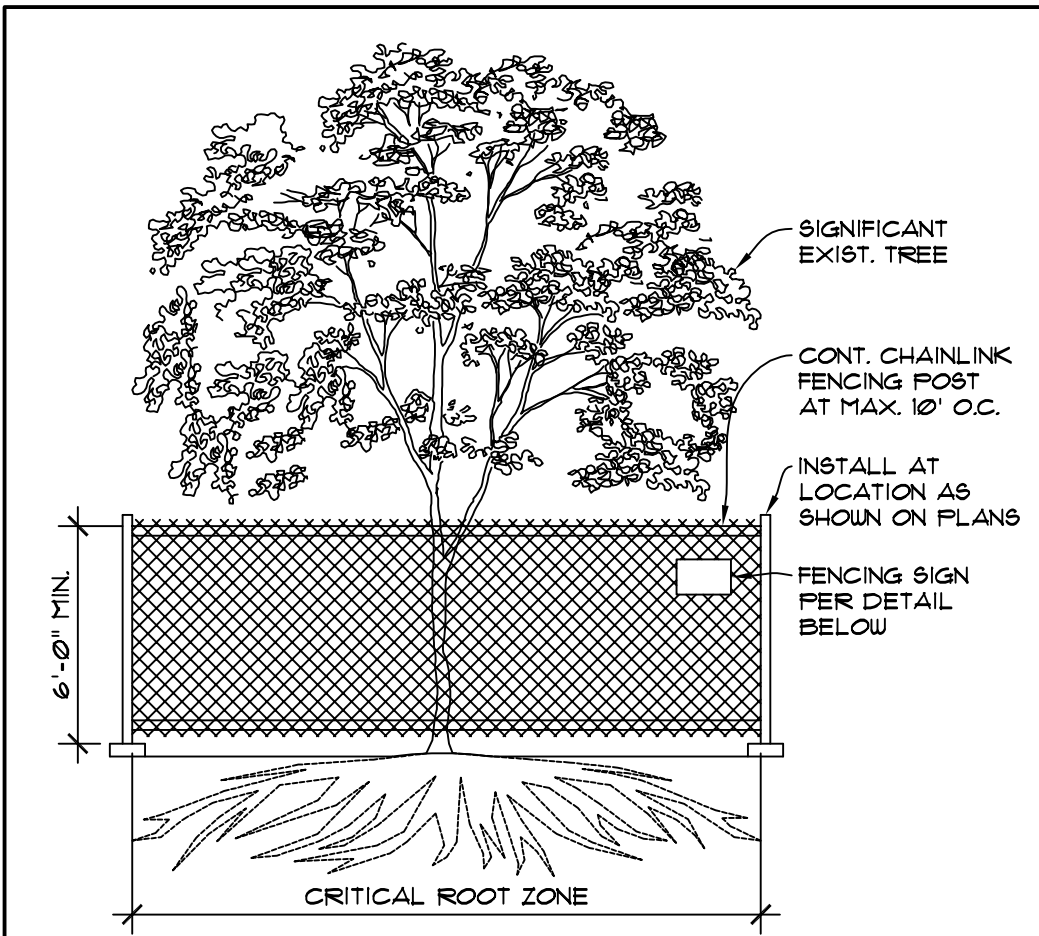 SIGNIFICANT
EXIST. TREE
CONT. CHAINLINK
FENCING POST
AT MAX. 10' O.C.
INSTALL AT
LOCATION AS
SHOWN ON PLANS
FENCING SIGN
PER DETAIL
BELOW
6'-0" MIN.
CRITICAL ROOT ZONE